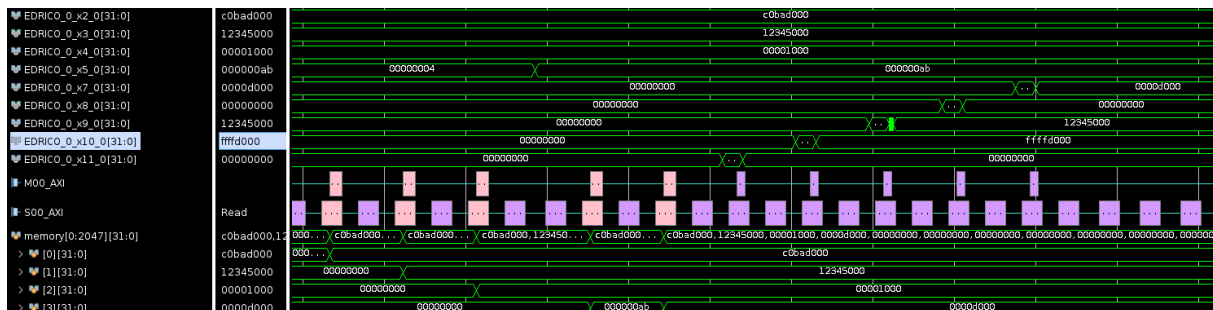 EDRICO_0_x2_0[31:0] c0bad000 c0bad000
EDRICO_0_x3_0[31:0] 12345000 12345000
EDRICO_0_x4_0[31:0] 00001000 00001000
EDRICO_0_x5_0[31:0] 000000ab 00000004 000000ab
EDRICO_0_x7_0[31:0] 0000d000 00000000 ... 0000d000
EDRICO_0_x8_0[31:0] 00000000 00000000 ... 00000000
EDRICO_0_x9_0[31:0] 12345000 00000000 ... 12345000
EDRICO_0_x10_0[31:0] ffffd000 00000000 ... ffffd000
EDRICO_0_x11_0[31:0] 00000000 00000000 ... 00000000
M00_AXI
S00_AXI Read
memory[0:2047][31:0] c0bad000,12 000... c0bad000... c0bad000... c0bad000,123450... c0bad000... c0bad000,12345000,00001000,0000d000,00000000,00000000,00000000,00000000,00000000,00000000,00000
[0][31:0] c0bad000 000... c0bad000
[1][31:0] 12345000 00000000 12345000
[2][31:0] 00001000 00000000 00001000
[3][31:0] 0000d000 00000000 000000ab 0000d000